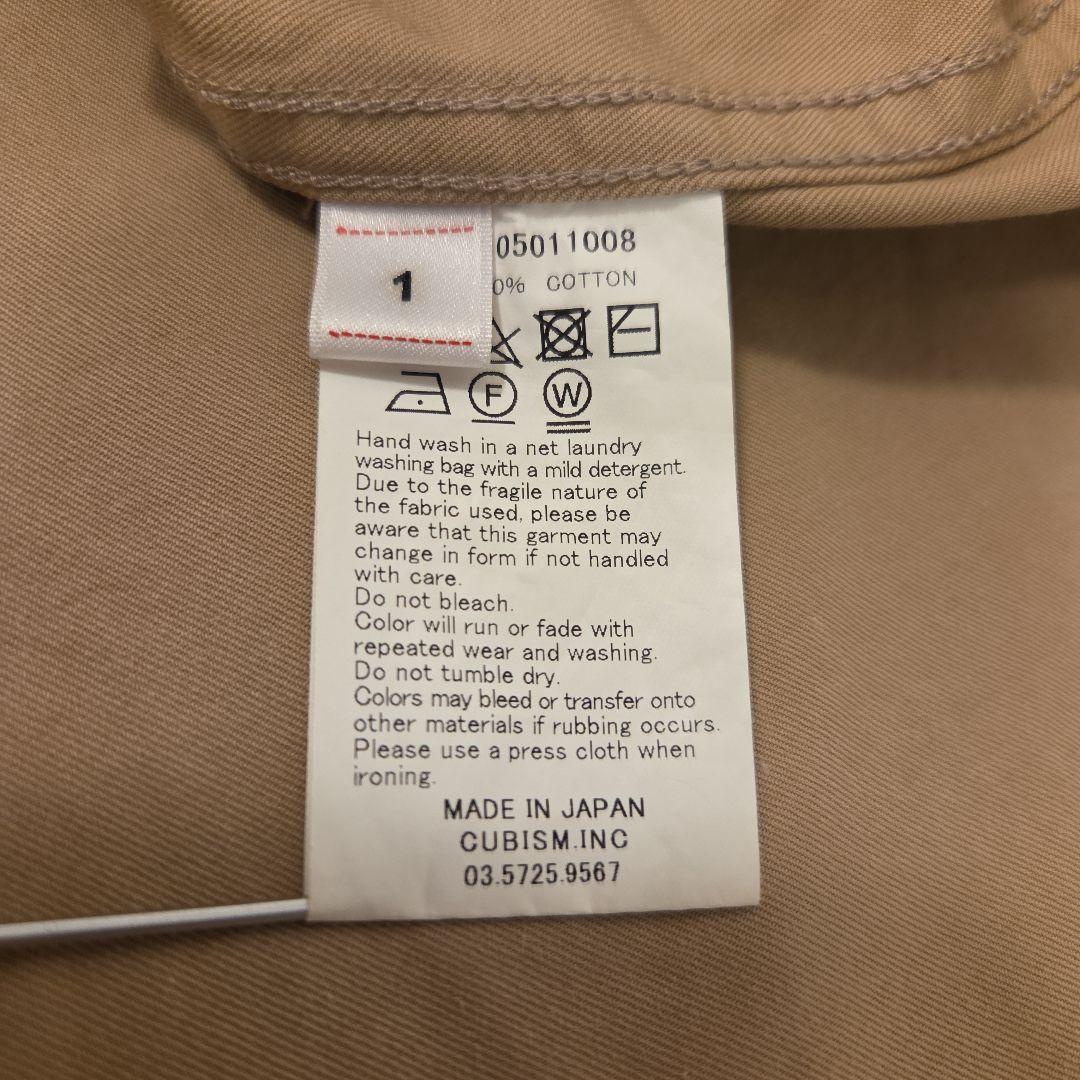 1
05011008
0% COTTON
F W
Hand wash in a net laundry
washing bag with a mild detergent.
Due to the fragile nature of
the fabric used, please be
aware that this garment may
change in form if not handled
with care.
Do not bleach.
Color will run or fade with
repeated wear and washing.
Do not tumble dry.
Colors may bleed or transfer onto
other materials if rubbing occurs.
Please use a press cloth when
ironing.
MADE IN JAPAN
CUBISM.INC
03.5725.9567